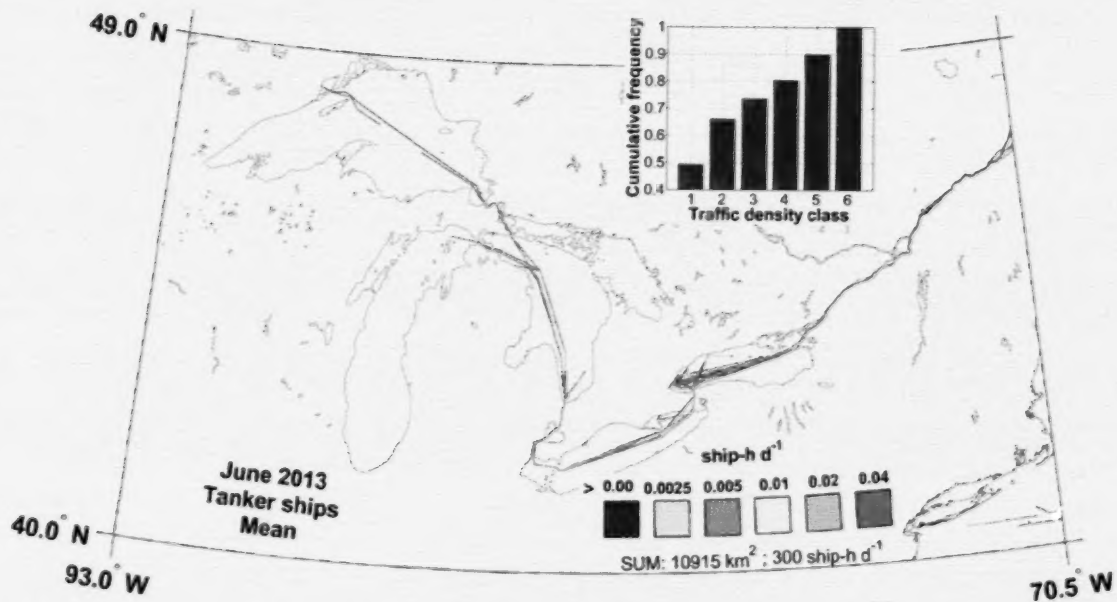 49.0° N
Cumulative frequency
1
0.9
0.8
0.7
0.6
0.5
0.4
1 2 3 4 5 6
Traffic density class
ship-h d⁻¹
> 0.00 0.0025 0.005 0.01 0.02 0.04
SUM: 10915 km² ; 300 ship-h d⁻¹
June 2013
Tanker ships
Mean
40.0° N
93.0° W
70.5° W